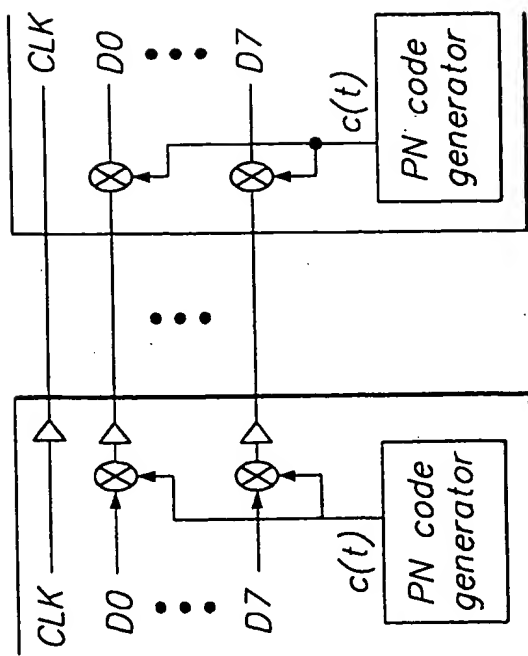 CLK
D0
D7
c(t)
PN code
generator
CLK
D0
D7
c(t)
PN code
generator